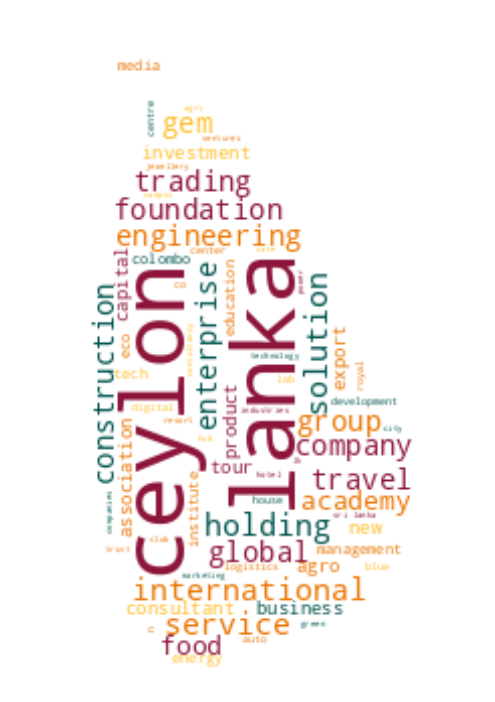 media
centre
agri
gem
ventures
investment
jewellery
trading
campus
foundation
engineering
center
care
colombo
capital
ceylon
lanka
co
enterprise
education
power
solution
construction
eco
consultancy
technology
export
royal
tech
lab
product
development
digital
industries
resort
group
city
association
hub
company
tour
hotel
travel
institute
companies
house
academy
sri lanka
holding
new
club
trust
global
management
logistics
agro
blue
marketing
international
consultant
business
service
green
c
auto
food
energy